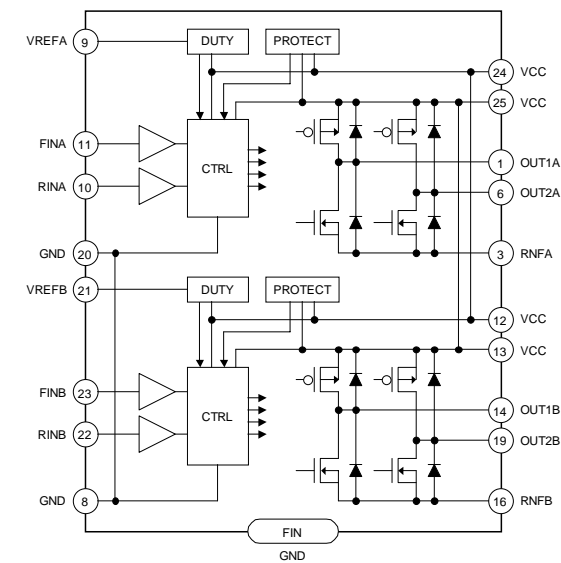 VREFA 9 DUTY PROTECT
24 VCC
25 VCC
FINA 11
CTRL
1 OUT1A
RINA 10
6 OUT2A
GND 20
3 RNFA
VREFB 21 DUTY PROTECT
12 VCC
13 VCC
FINB 23
CTRL
14 OUT1B
RINB 22
19 OUT2B
GND 8
16 RNFB
FIN
GND